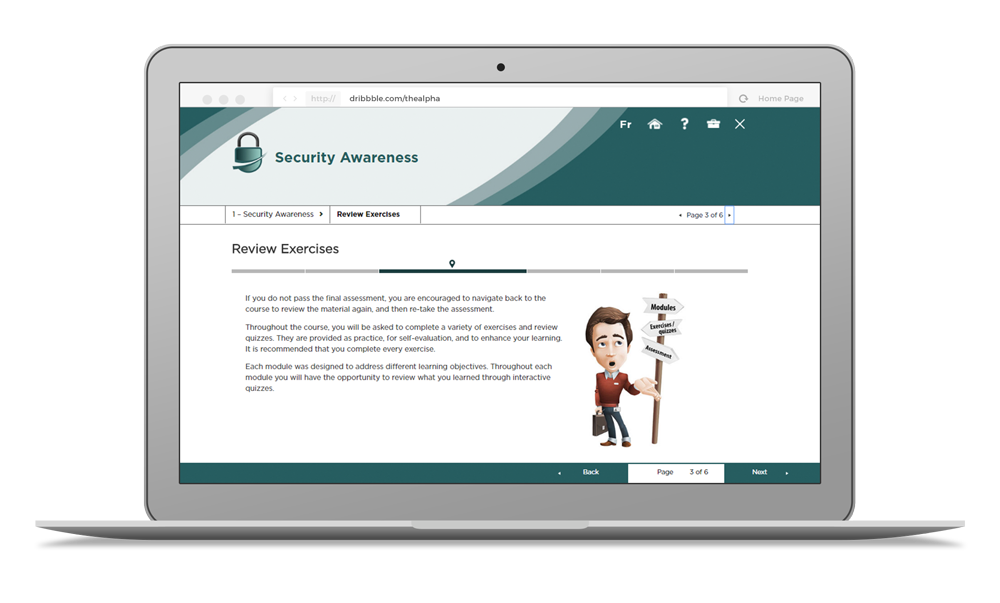 http:// dribbble.com/thealpha Home Page
Fr ?
Security Awareness
1 – Security Awareness Review Exercises Page 3 of 6
Review Exercises
If you do not pass the final assessment, you are encouraged to navigate back to the
course to review the material again, and then re-take the assessment.
Throughout the course, you will be asked to complete a variety of exercises and review
quizzes. They are provided as practice, for self-evaluation, and to enhance your learning.
It is recommended that you complete every exercise.
Each module was designed to address different learning objectives. Throughout each
module you will have the opportunity to review what you learned through interactive
quizzes.
Modules
Exercises /
quizzes
Assessment
Back Page 3 of 6 Next